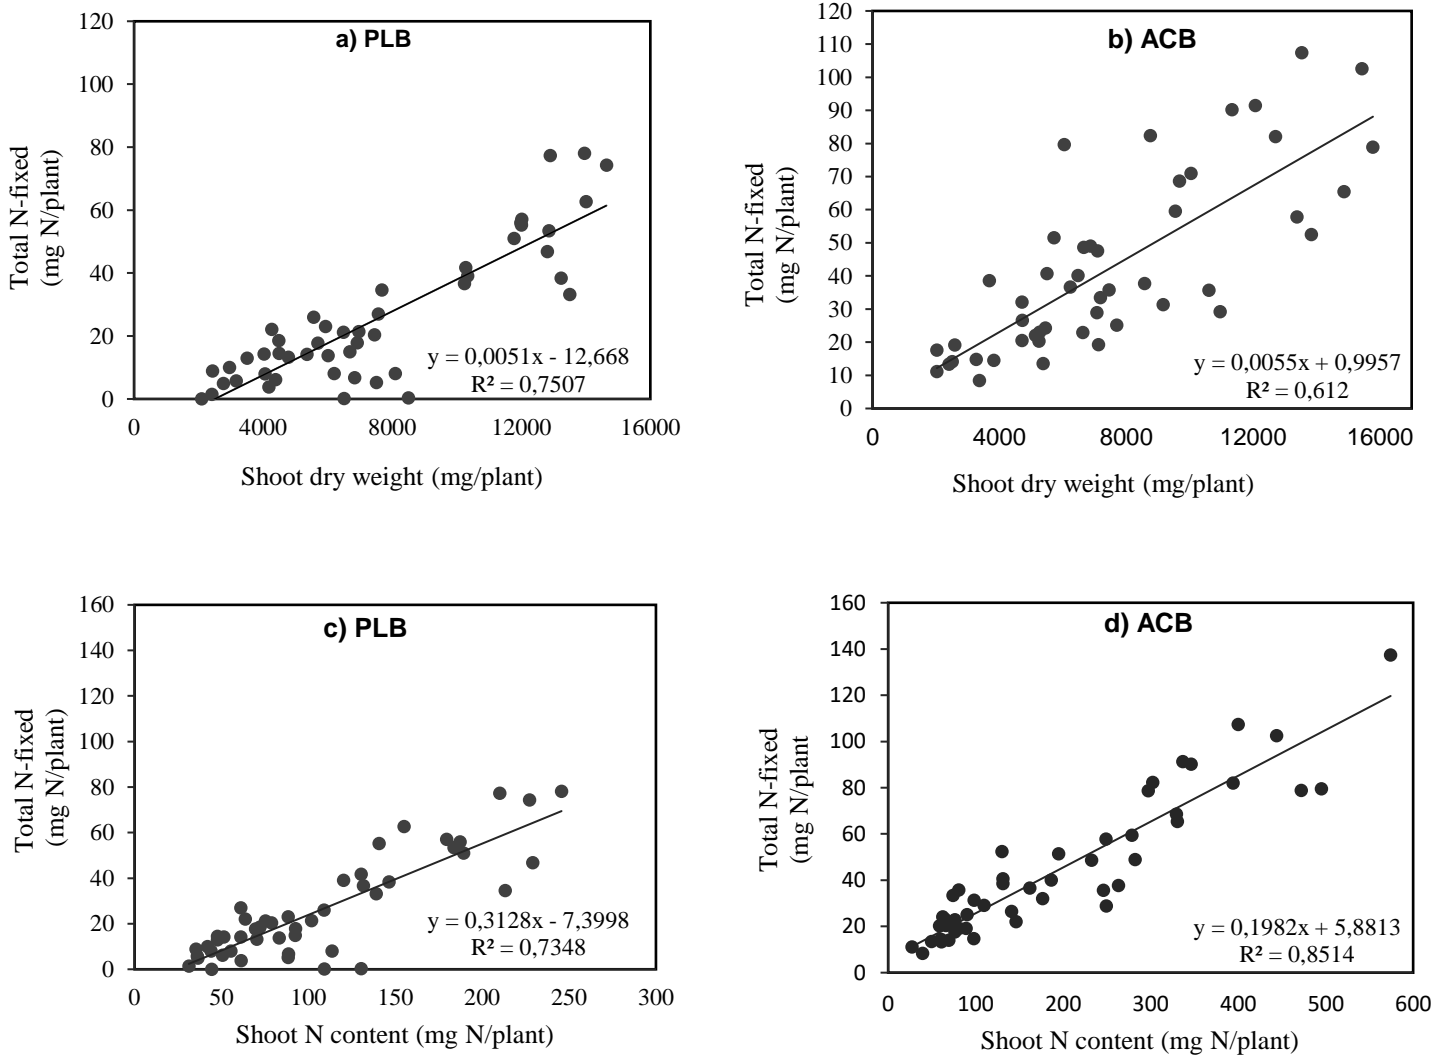 a) PLB
120
100
80
60
40
20
0
Total N-fixed
(mg N/plant)
y = 0,0051x - 12,668
R² = 0,7507
0 4000 8000 12000 16000
Shoot dry weight (mg/plant)
b) ACB
120
110
100
90
80
70
60
50
40
30
20
10
0
Total N-fixed
(mg N/plant)
y = 0,0055x + 0,9957
R² = 0,612
0 4000 8000 12000 16000
Shoot dry weight (mg/plant)
c) PLB
160
140
120
100
80
60
40
20
0
Total N-fixed
(mg N/plant)
y = 0,3128x - 7,3998
R² = 0,7348
0 50 100 150 200 250 300
Shoot N content (mg N/plant)
d) ACB
160
140
120
100
80
60
40
20
0
Total N-fixed
(mg N/plant
y = 0,1982x + 5,8813
R² = 0,8514
0 100 200 300 400 500 600
Shoot N content (mg N/plant)